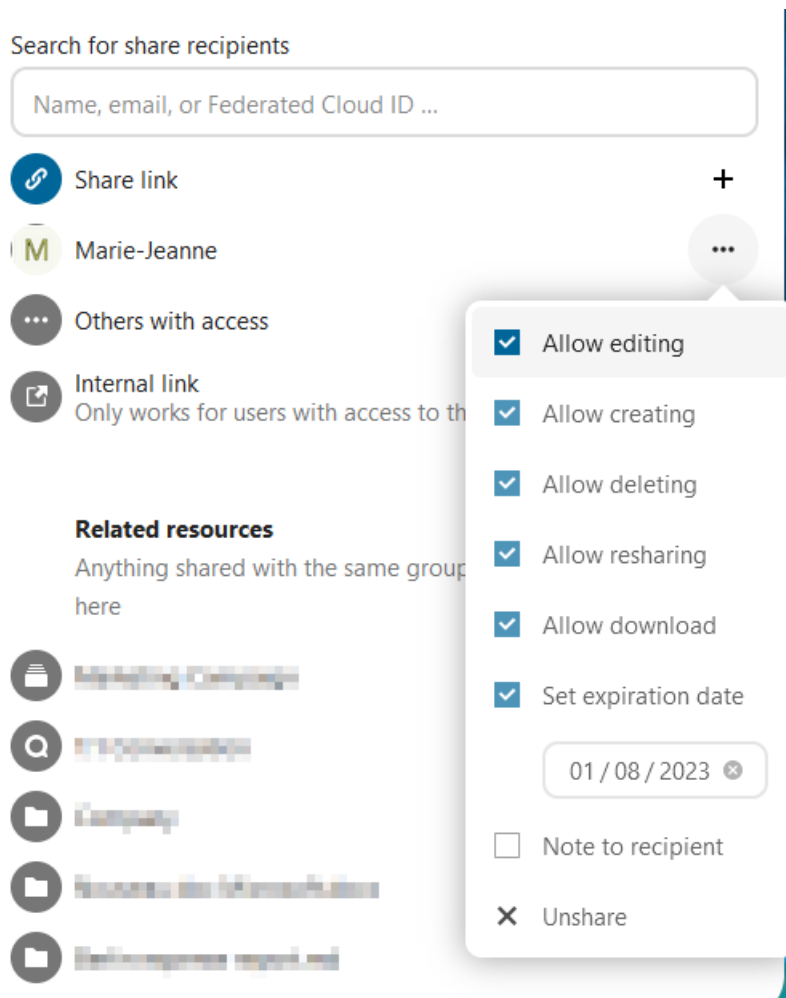 Search for share recipients
Name, email, or Federated Cloud ID ...
Share link
M Marie-Jeanne
Others with access
Internal link
Only works for users with access to th
Allow editing
Allow creating
Allow deleting
Allow resharing
Allow download
Set expiration date
01 / 08 / 2023
Note to recipient
Unshare
Related resources
Anything shared with the same group
here